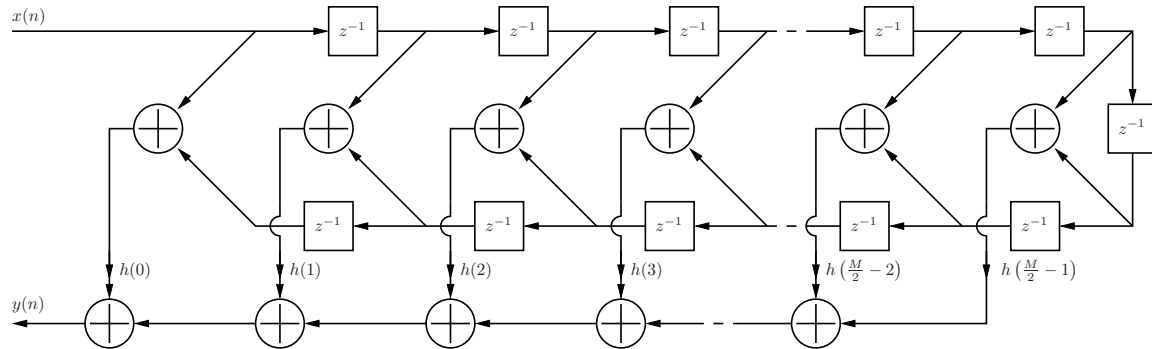 x(n)
z⁻¹ z⁻¹ z⁻¹ z⁻¹ z⁻¹
z⁻¹
z⁻¹ z⁻¹ z⁻¹ z⁻¹ z⁻¹
h(0) h(1) h(2) h(3) h(M/2 − 2) h(M/2 − 1)
y(n)